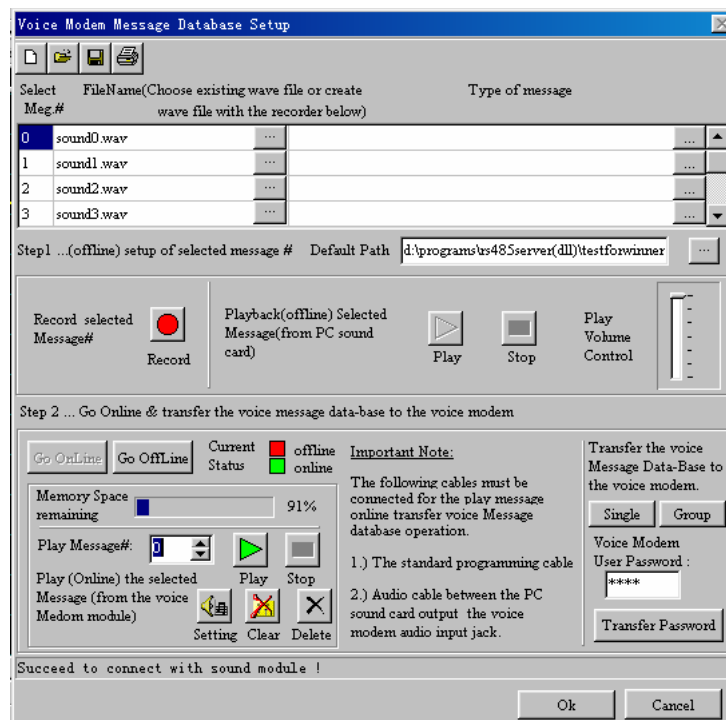 Voice Modem Message Database Setup
Select FileName(Choose existing wave file or create Type of message
Meg.# wave file with the recorder below)
0 sound0.wav ... ...
1 sound1.wav ... ...
2 sound2.wav ... ...
3 sound3.wav ... ...
Step1 ...(offline) setup of selected message # Default Path d:\programs\rs485server(dll)\testforwinner ...
Record selected
Message#
Record
Playback(offline) Selected
Message(from PC sound
card)
Play Stop
Play
Volume
Control
Step 2 ... Go Online & transfer the voice message data-base to the voice modem
Go OnLine Go OffLine
Current
Status
offline
online
Memory Space
remaining
91%
Play Message#: 0
Play (Online) the selected
Message (from the voice
Medom module)
Play Stop
Setting Clear Delete
Important Note:
The following cables must be
connected for the play message
online transfer voice Message
database operation.
1.) The standard programming cable
2.) Audio cable between the PC
sound card output the voice
modem audio input jack.
Transfer the voice
Message Data-Base to
the voice modem.
Single Group
Voice Modem
User Password :
****
Transfer Password
Succeed to connect with sound module !
Ok Cancel